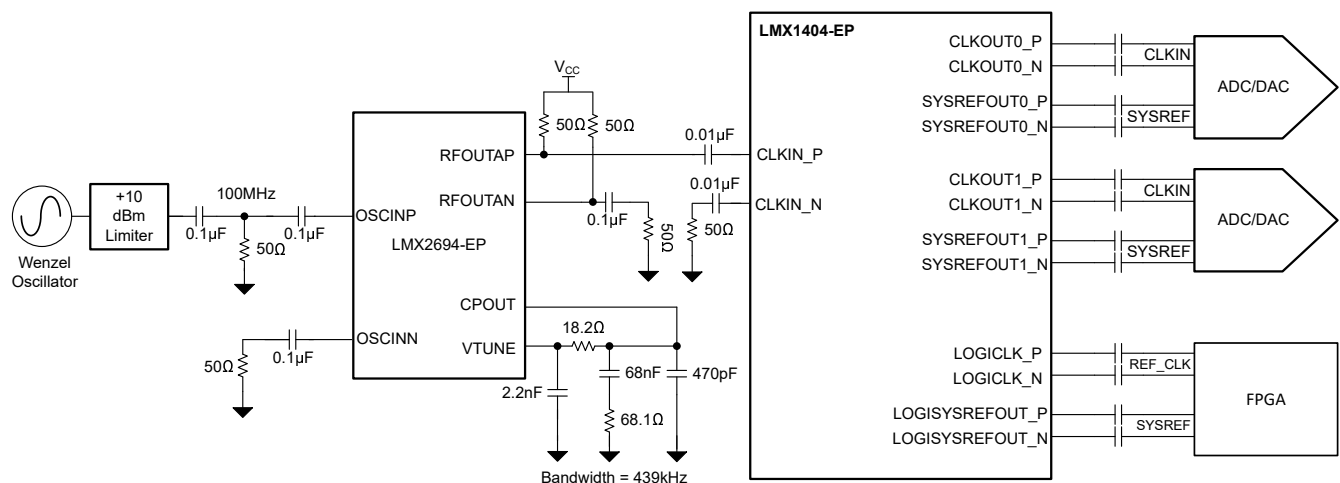 LMX1404-EP
CLKOUT0_P
CLKOUT0_N
CLKIN
SYSREFOUT0_P
SYSREFOUT0_N
SYSREF
ADC/DAC
VCC
50Ω
50Ω
0.01µF
RFOUTAP
CLKIN_P
0.01µF
RFOUTAN
CLKIN_N
0.1µF
50Ω
50Ω
CLKOUT1_P
CLKOUT1_N
CLKIN
SYSREFOUT1_P
SYSREFOUT1_N
SYSREF
ADC/DAC
+10
dBm
Limiter
100MHz
0.1µF
0.1µF
50Ω
OSCINP
LMX2694-EP
Wenzel
Oscillator
CPOUT
OSCINN
VTUNE
18.2Ω
0.1µF
50Ω
2.2nF
68nF
470pF
68.1Ω
Bandwidth = 439kHz
LOGICLK_P
LOGICLK_N
REF_CLK
LOGISYSREFOUT_P
LOGISYSREFOUT_N
SYSREF
FPGA